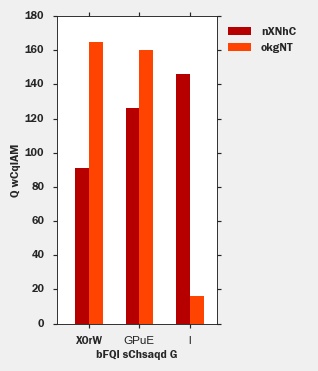 180
160
140
120
100
80
60
40
20
0
Q wCqIAM
X0rW
GPuE
I
bFQI sChsaqd G
nXNhC
okgNT